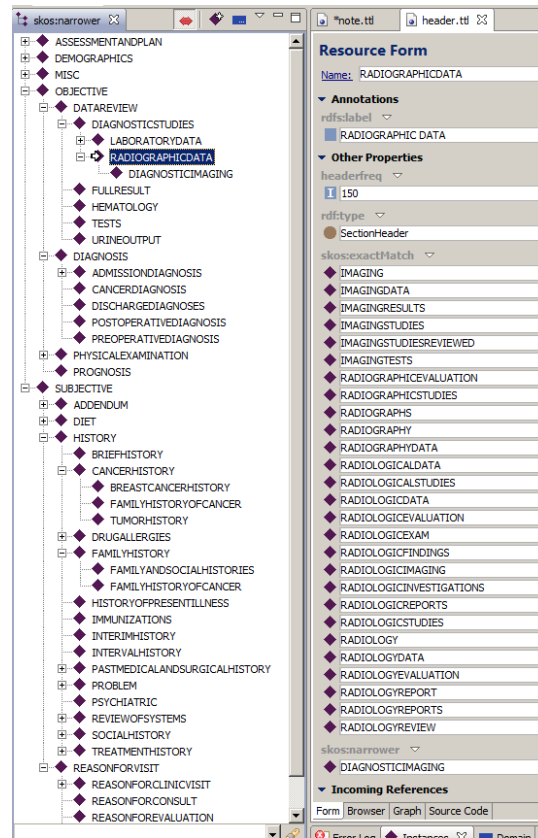 skos:narrower
ASSESSMENTANDPLAN
DEMOGRAPHICS
MISC
OBJECTIVE
DATAREVIEW
DIAGNOSTICSTUDIES
LABORATORYDATA
RADIOGRAPHICDATA
DIAGNOSTICIMAGING
FULLRESULT
HEMATOLOGY
TESTS
URINEOUTPUT
DIAGNOSIS
ADMISSIONDIAGNOSIS
CANCERDIAGNOSIS
DISCHARGEDIAGNOSES
POSTOPERATIVEDIAGNOSIS
PREOPERATIVEDIAGNOSIS
PHYSICALEXAMINATION
PROGNOSIS
SUBJECTIVE
ADDENDUM
DIET
HISTORY
BRIEFHISTORY
CANCERHISTORY
BREASTCANCERHISTORY
FAMILYHISTORYOFCANCER
TUMORHISTORY
DRUGALLERGIES
FAMILYHISTORY
FAMILYANDSOCIALHISTORIES
FAMILYHISTORYOFCANCER
HISTORYOFPRESENTILLNESS
IMMUNIZATIONS
INTERIMHISTORY
INTERVALHISTORY
PASTMEDICALANDSURGICALHISTORY
PROBLEM
PSYCHIATRIC
REVIEWOFSYSTEMS
SOCIALHISTORY
TREATMENTHISTORY
REASONFORVISIT
REASONFORCLINICVISIT
REASONFORCONSULT
REASONFOREVALUATION
*note.ttl header.ttl
Resource Form
Name: RADIOGRAPHICDATA
Annotations
rdfs:label
RADIOGRAPHIC DATA
Other Properties
headerfreq
150
rdf:type
SectionHeader
skos:exactMatch
IMAGING
IMAGINGDATA
IMAGINGRESULTS
IMAGINGSTUDIES
IMAGINGSTUDIESREVIEWED
IMAGINGTESTS
RADIOGRAPHICEVALUATION
RADIOGRAPHICSTUDIES
RADIOGRAPHS
RADIOGRAPHY
RADIOGRAPHYDATA
RADIOLOGICALDATA
RADIOLOGICALSTUDIES
RADIOLOGICDATA
RADIOLOGICEVALUATION
RADIOLOGICEXAM
RADIOLOGICFINDINGS
RADIOLOGICIMAGING
RADIOLOGICINVESTIGATIONS
RADIOLOGICREPORTS
RADIOLOGICSTUDIES
RADIOLOGY
RADIOLOGYDATA
RADIOLOGYEVALUATION
RADIOLOGYREPORT
RADIOLOGYREPORTS
RADIOLOGYREVIEW
skos:narrower
DIAGNOSTICIMAGING
Incoming References
Form Browser Graph Source Code
Error Log Instances Domain